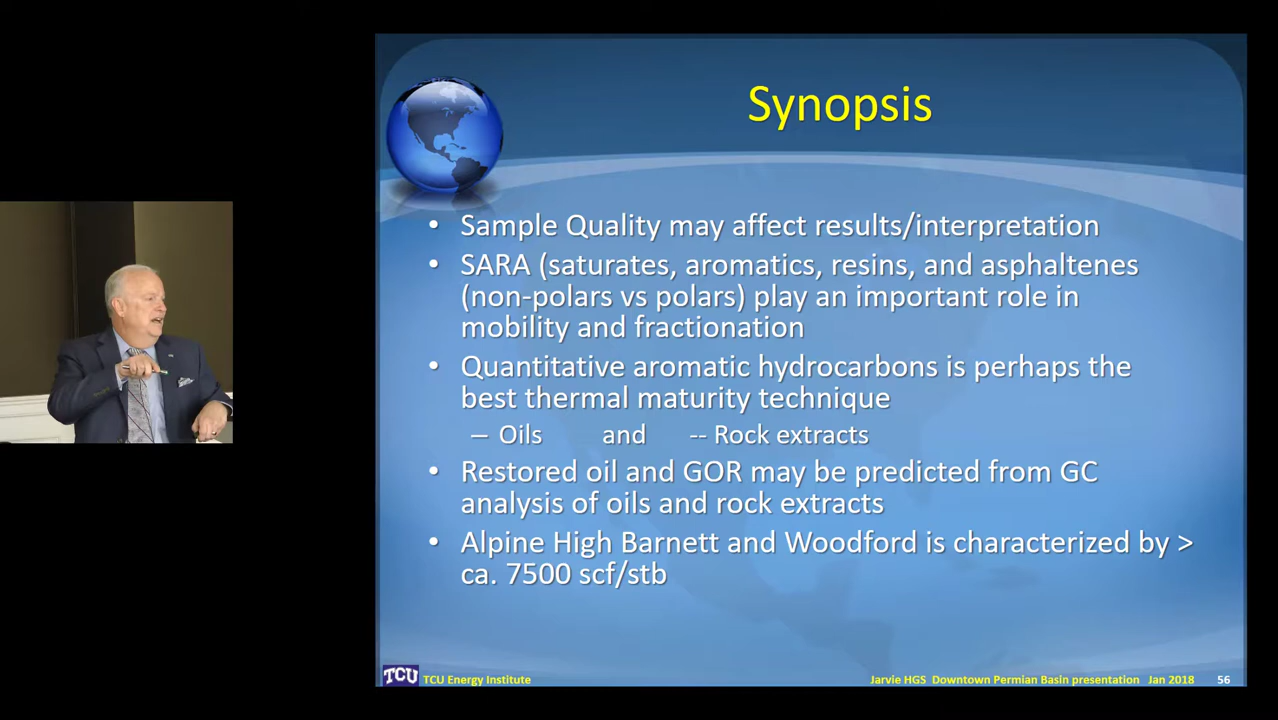 Synopsis
• Sample Quality may affect results/interpretation
• SARA (saturates, aromatics, resins, and asphaltenes
(non-polars vs polars) play an important role in
mobility and fractionation
• Quantitative aromatic hydrocarbons is perhaps the
best thermal maturity technique
– Oils and -- Rock extracts
• Restored oil and GOR may be predicted from GC
analysis of oils and rock extracts
• Alpine High Barnett and Woodford is characterized by >
ca. 7500 scf/stb
TCU TCU Energy Institute Jarvie HGS Downtown Permian Basin presentation Jan 2018 56